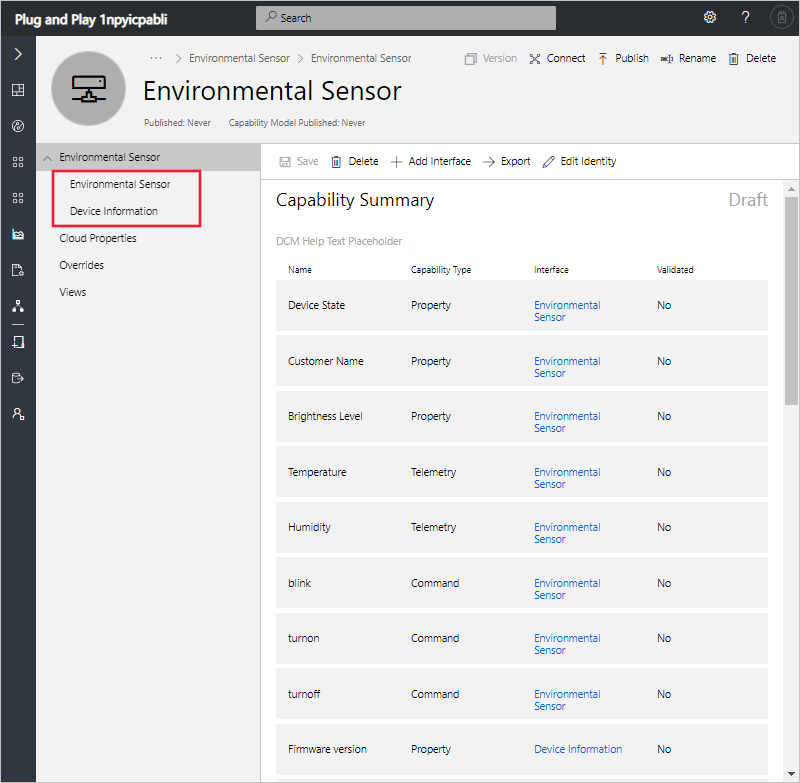 Plug and Play 1npyicpabli
Search
?
··· > Environmental Sensor > Environmental Sensor
Version Connect Publish Rename Delete
Environmental Sensor
Published: Never Capability Model Published: Never
Environmental Sensor
Environmental Sensor
Device Information
Cloud Properties
Overrides
Views
Save Delete Add Interface Export Edit Identity
Capability Summary Draft
DCM Help Text Placeholder
Name Capability Type Interface Validated
Device State Property Environmental No
Sensor
Customer Name Property Environmental No
Sensor
Brightness Level Property Environmental No
Sensor
Temperature Telemetry Environmental No
Sensor
Humidity Telemetry Environmental No
Sensor
blink Command Environmental No
Sensor
turnon Command Environmental No
Sensor
turnoff Command Environmental No
Sensor
Firmware version Property Device Information No